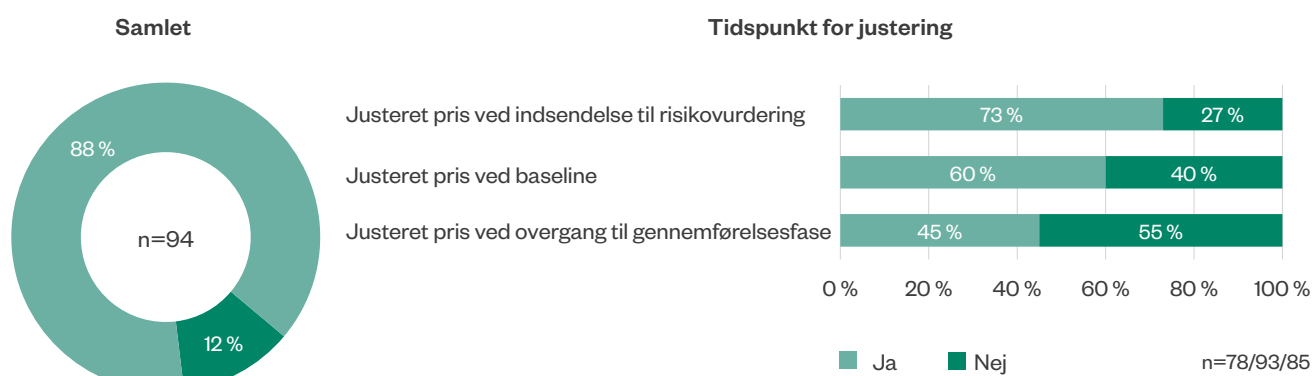 Samlet
88 %
n=94
12 %
Tidspunkt for justering
Justeret pris ved indsendelse til risikovurdering
73 %
27 %
Justeret pris ved baseline
60 %
40 %
Justeret pris ved overgang til gennemførelsesfase
45 %
55 %
0 %
20 %
40 %
60 %
80 %
100 %
Ja
Nej
n=78/93/85